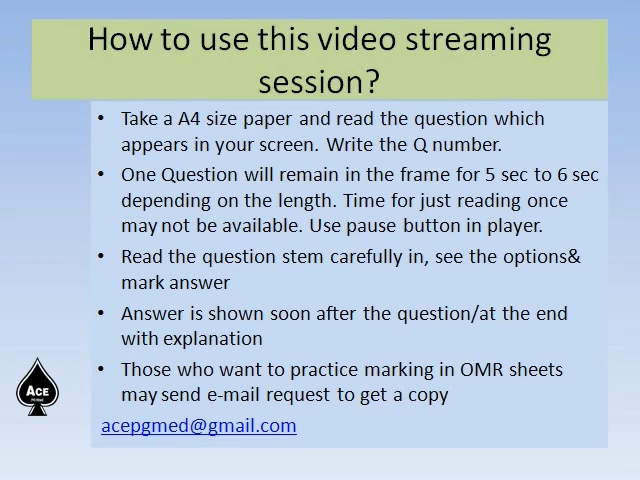 How to use this video streaming
session?
• Take a A4 size paper and read the question which
appears in your screen. Write the Q number.
• One Question will remain in the frame for 5 sec to 6 sec
depending on the length. Time for just reading once
may not be available. Use pause button in player.
• Read the question stem carefully in, see the options&
mark answer
• Answer is shown soon after the question/at the end
with explanation
• Those who want to practice marking in OMR sheets
may send e-mail request to get a copy
acepgmed@gmail.com
ACE